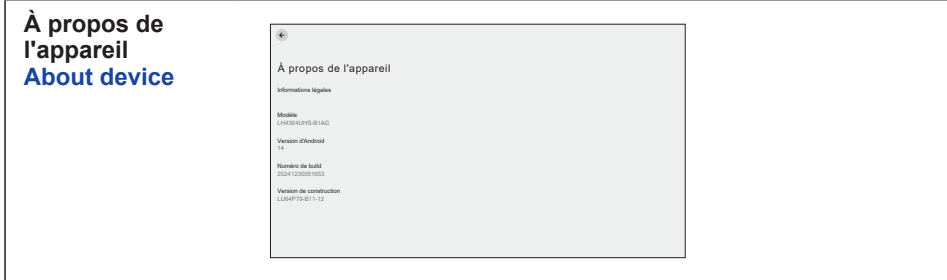 À propos de
l'appareil
About device
À propos de l'appareil
Informations légales
Modèle
LH4364UHS-B1AG
Version d'Android
14
Numéro de build
20241230051653
Version de construction
LU64P79-B11-12